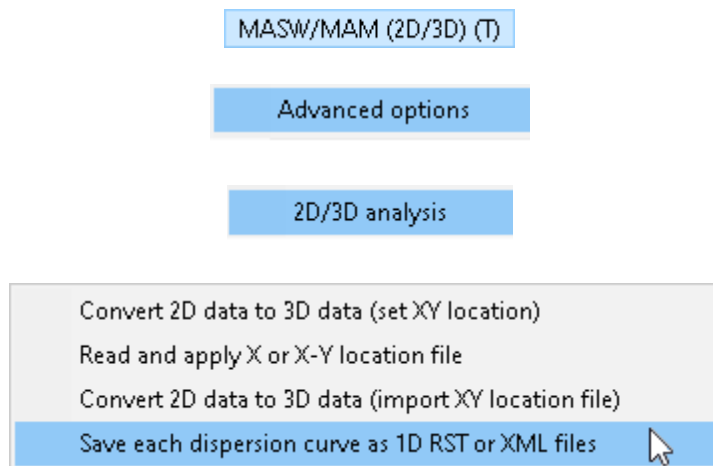 MASW/MAM (2D/3D) (T)
Advanced options
2D/3D analysis
Convert 2D data to 3D data (set XY location)
Read and apply X or X-Y location file
Convert 2D data to 3D data (import XY location file)
Save each dispersion curve as 1D RST or XML files